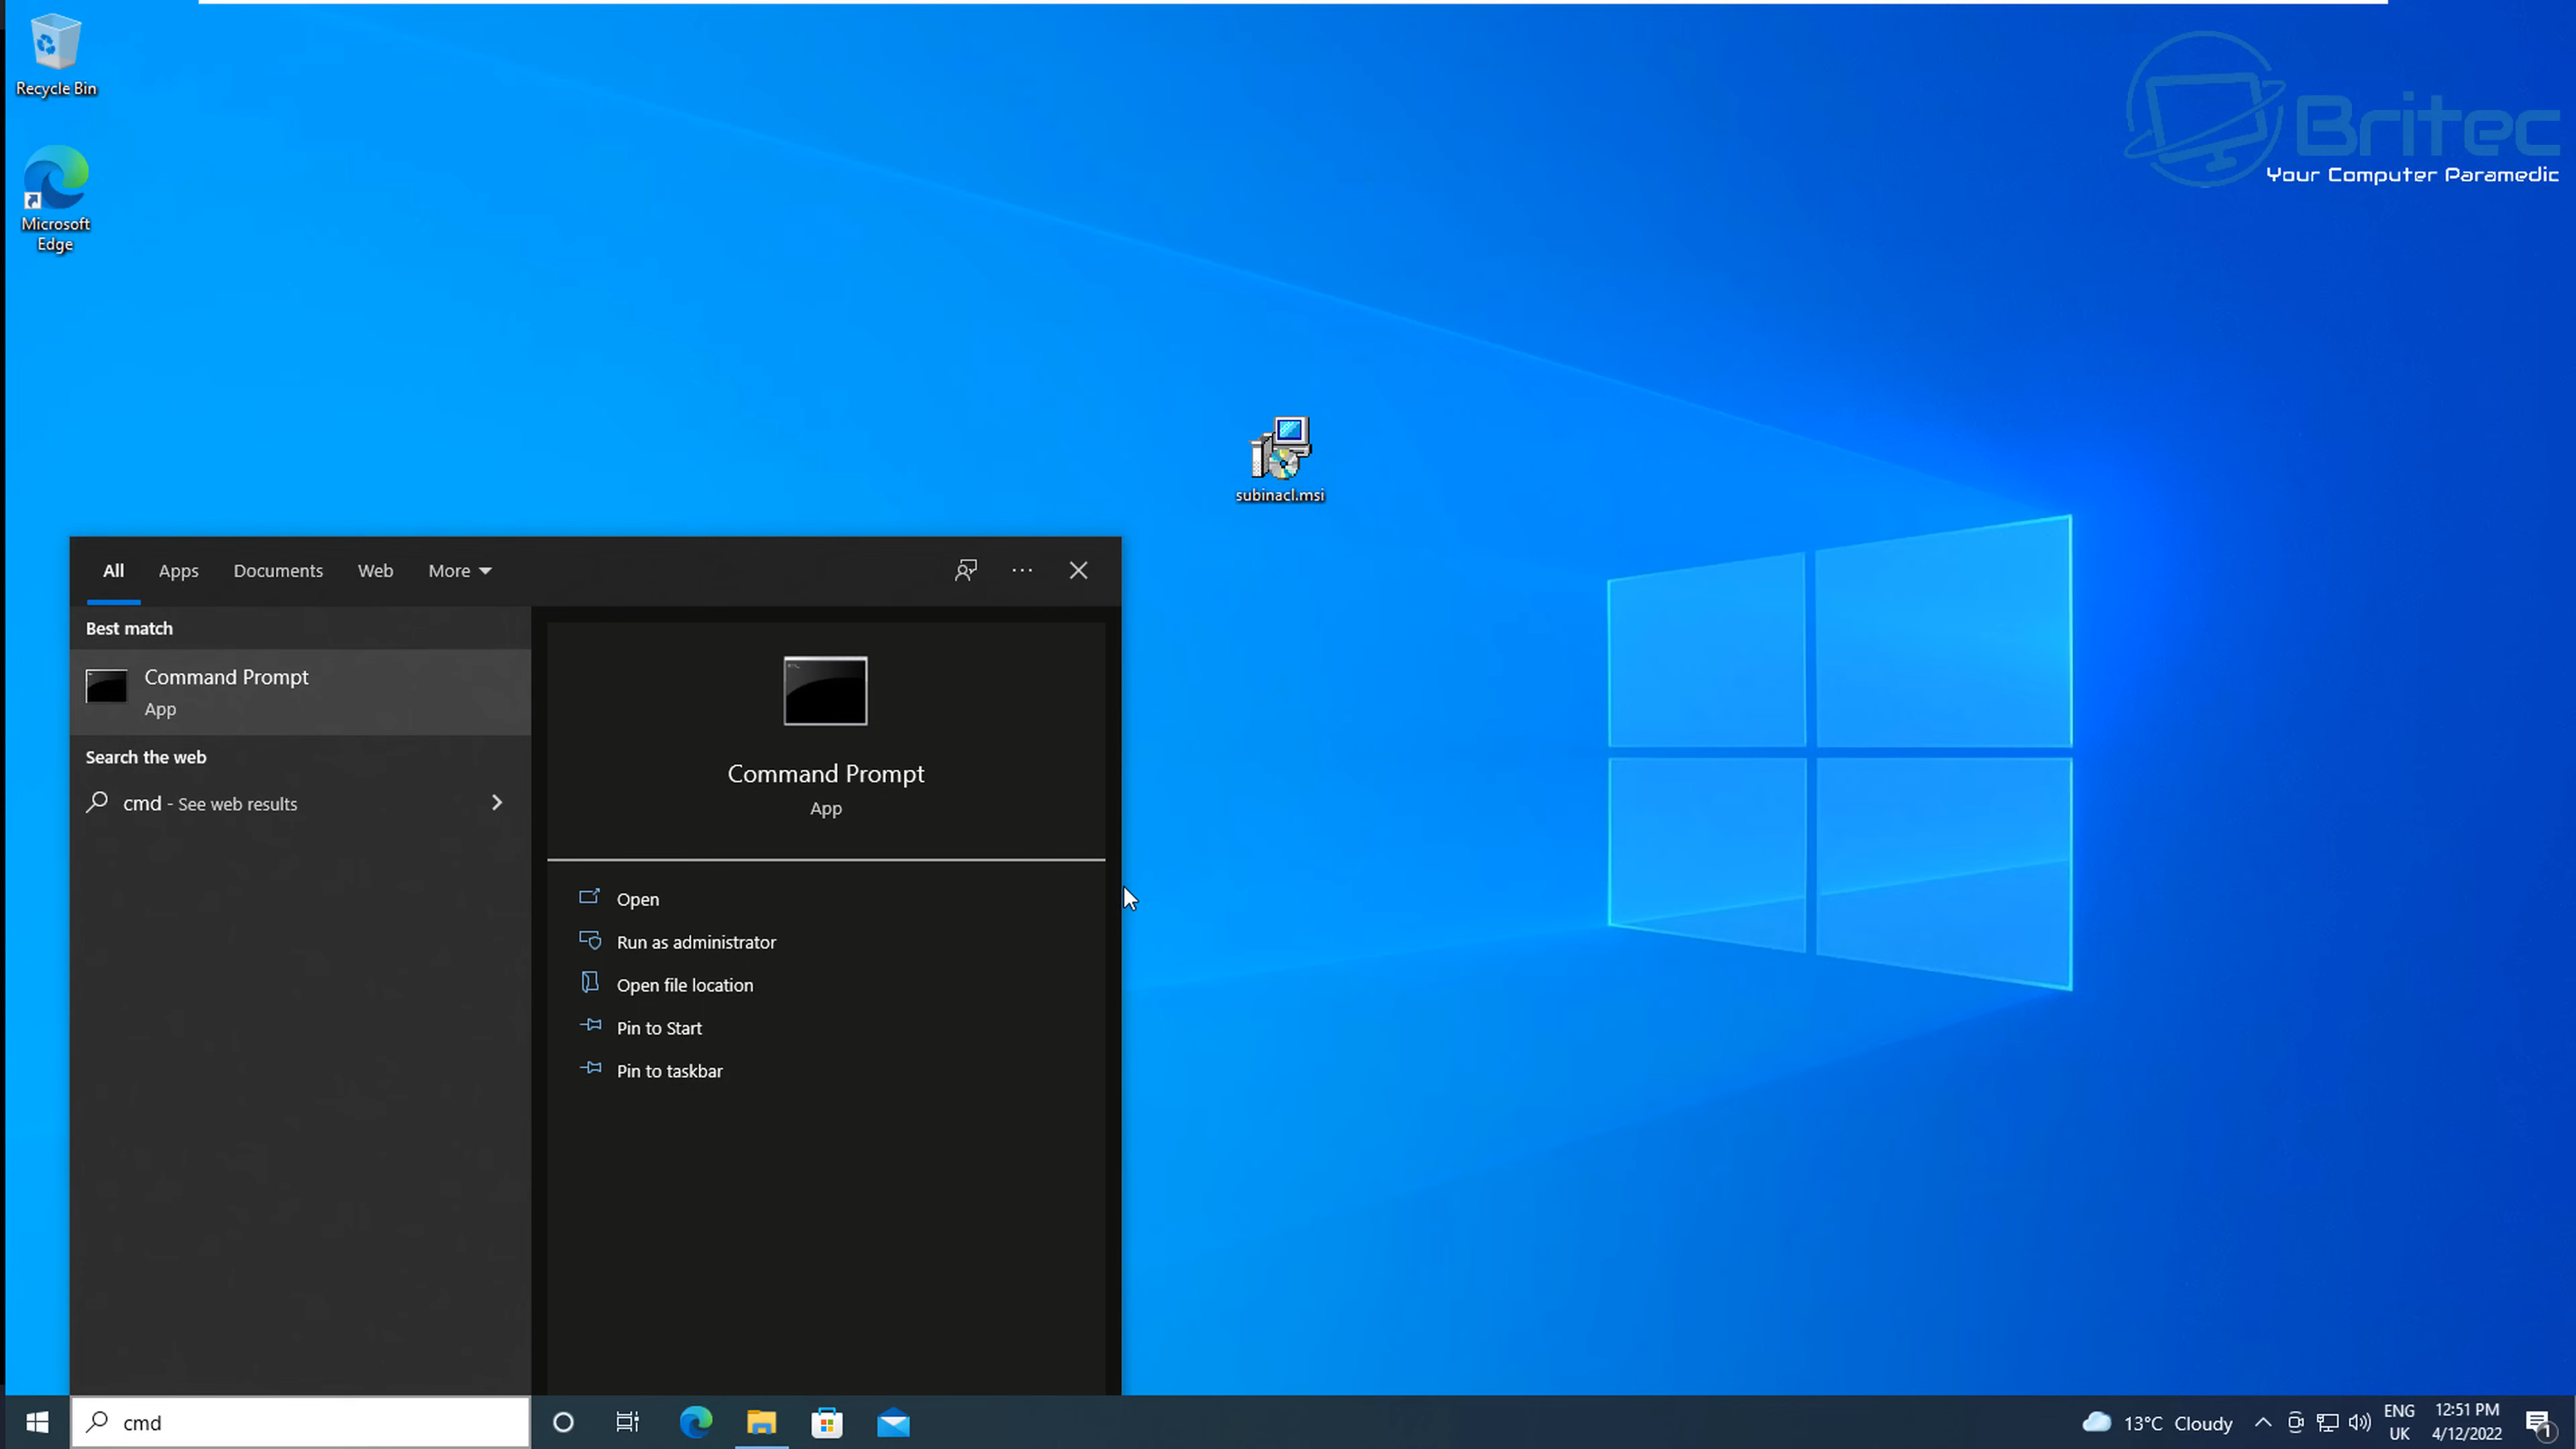 Recycle Bin
Microsoft
Edge
Britec
Your Computer Paramedic
subinacl.msi
All Apps Documents Web More
Best match
Command Prompt
App
Search the web
cmd - See web results
Command Prompt
App
Open
Run as administrator
Open file location
Pin to Start
Pin to taskbar
cmd
13°C Cloudy
ENG
UK
12:51 PM
4/12/2022
1